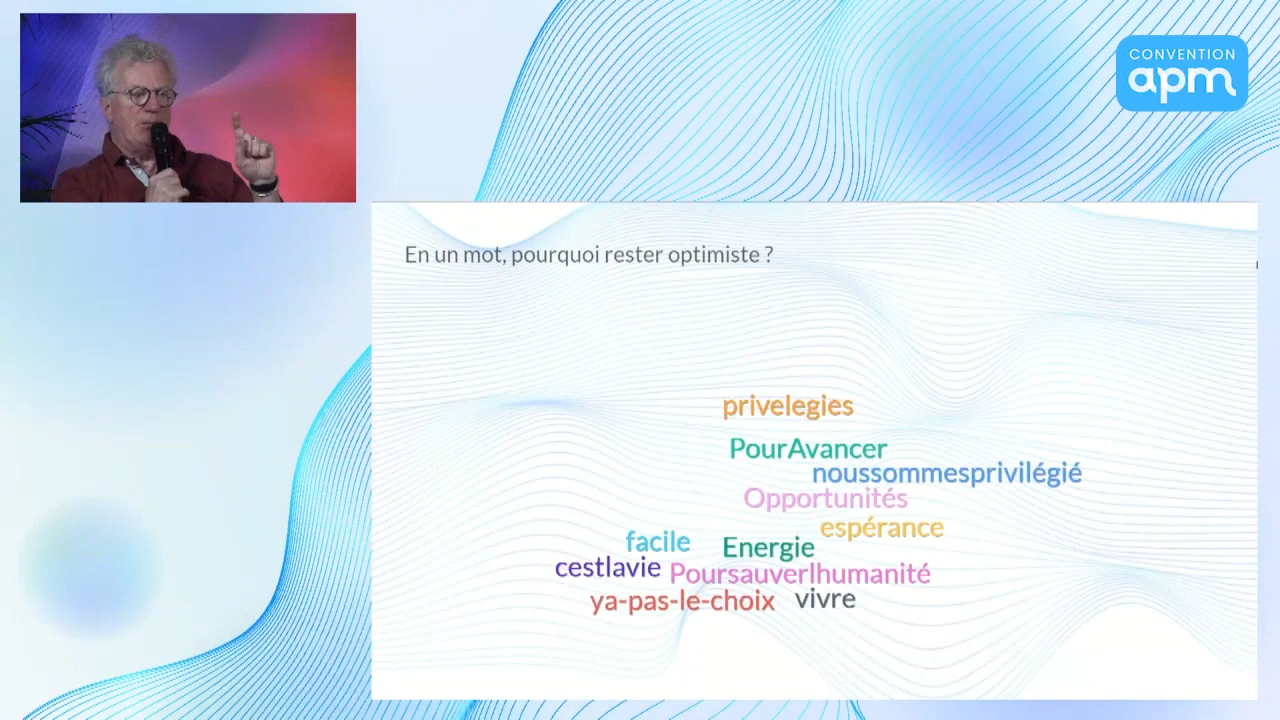 CONVENTION
apm
En un mot, pourquoi rester optimiste ?
privelegies
PourAvancer
noussommesprivilégié
Opportunités
espérance
facile
Energie
cestlavie
Poursauverlhumanité
ya-pas-le-choix
vivre